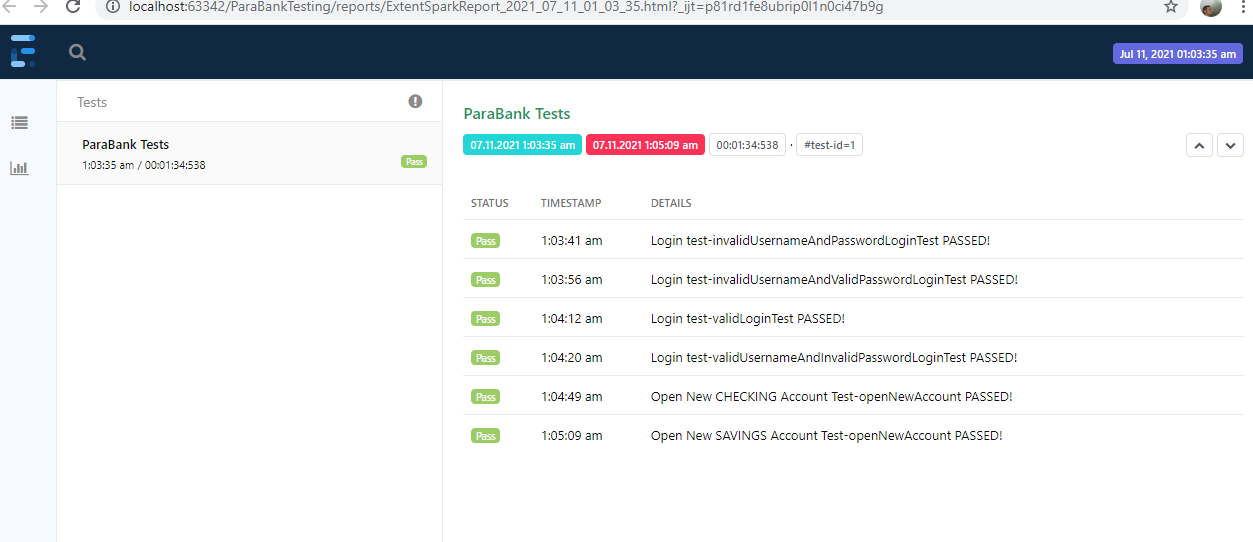 localhost:63342/ParaBankTesting/reports/ExtentSparkReport_2021_07_11_01_03_35.html?_ijt=p81rd1fe8ubrip0l1n0ci47b9g
Jul 11, 2021 01:03:35 am
Tests
ParaBank Tests
1:03:35 am / 00:01:34:538 Pass
ParaBank Tests
07.11.2021 1:03:35 am 07.11.2021 1:05:09 am 00:01:34:538 · #test-id=1
STATUS TIMESTAMP DETAILS
Pass 1:03:41 am Login test-invalidUsernameAndPasswordLoginTest PASSED!
Pass 1:03:56 am Login test-invalidUsernameAndValidPasswordLoginTest PASSED!
Pass 1:04:12 am Login test-validLoginTest PASSED!
Pass 1:04:20 am Login test-validUsernameAndInvalidPasswordLoginTest PASSED!
Pass 1:04:49 am Open New CHECKING Account Test-openNewAccount PASSED!
Pass 1:05:09 am Open New SAVINGS Account Test-openNewAccount PASSED!